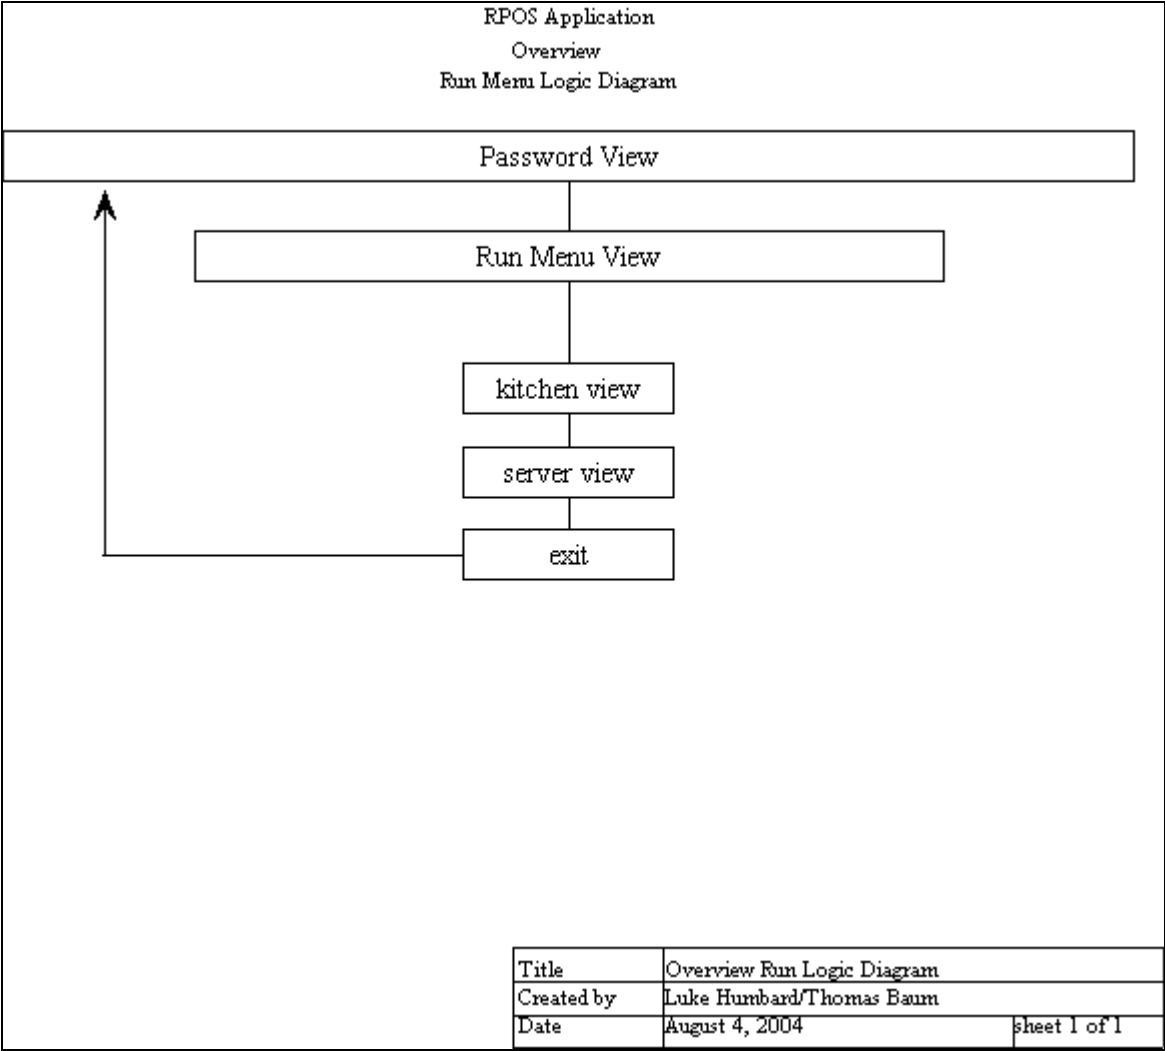 RPOS Application
Overview
Run Menu Logic Diagram
Password View
Run Menu View
kitchen view
server view
exit
Title Overview Run Logic Diagram
Created by Luke Humbard/Thomas Baum
Date August 4, 2004 sheet 1 of 1